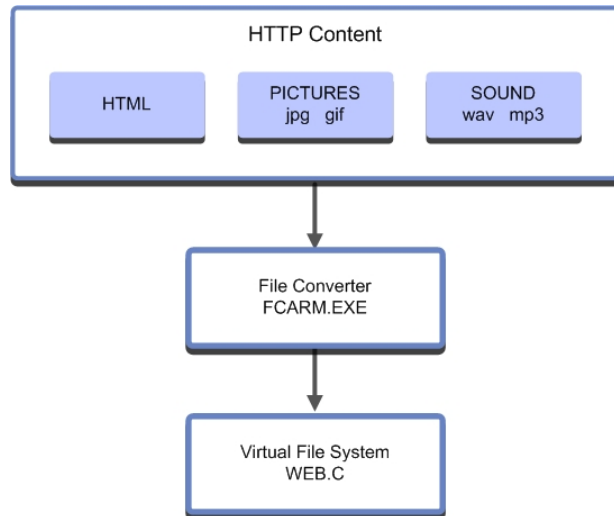 HTTP Content
HTML
PICTURES
jpg gif
SOUND
wav mp3
File Converter
FCARM.EXE
Virtual File System
WEB.C